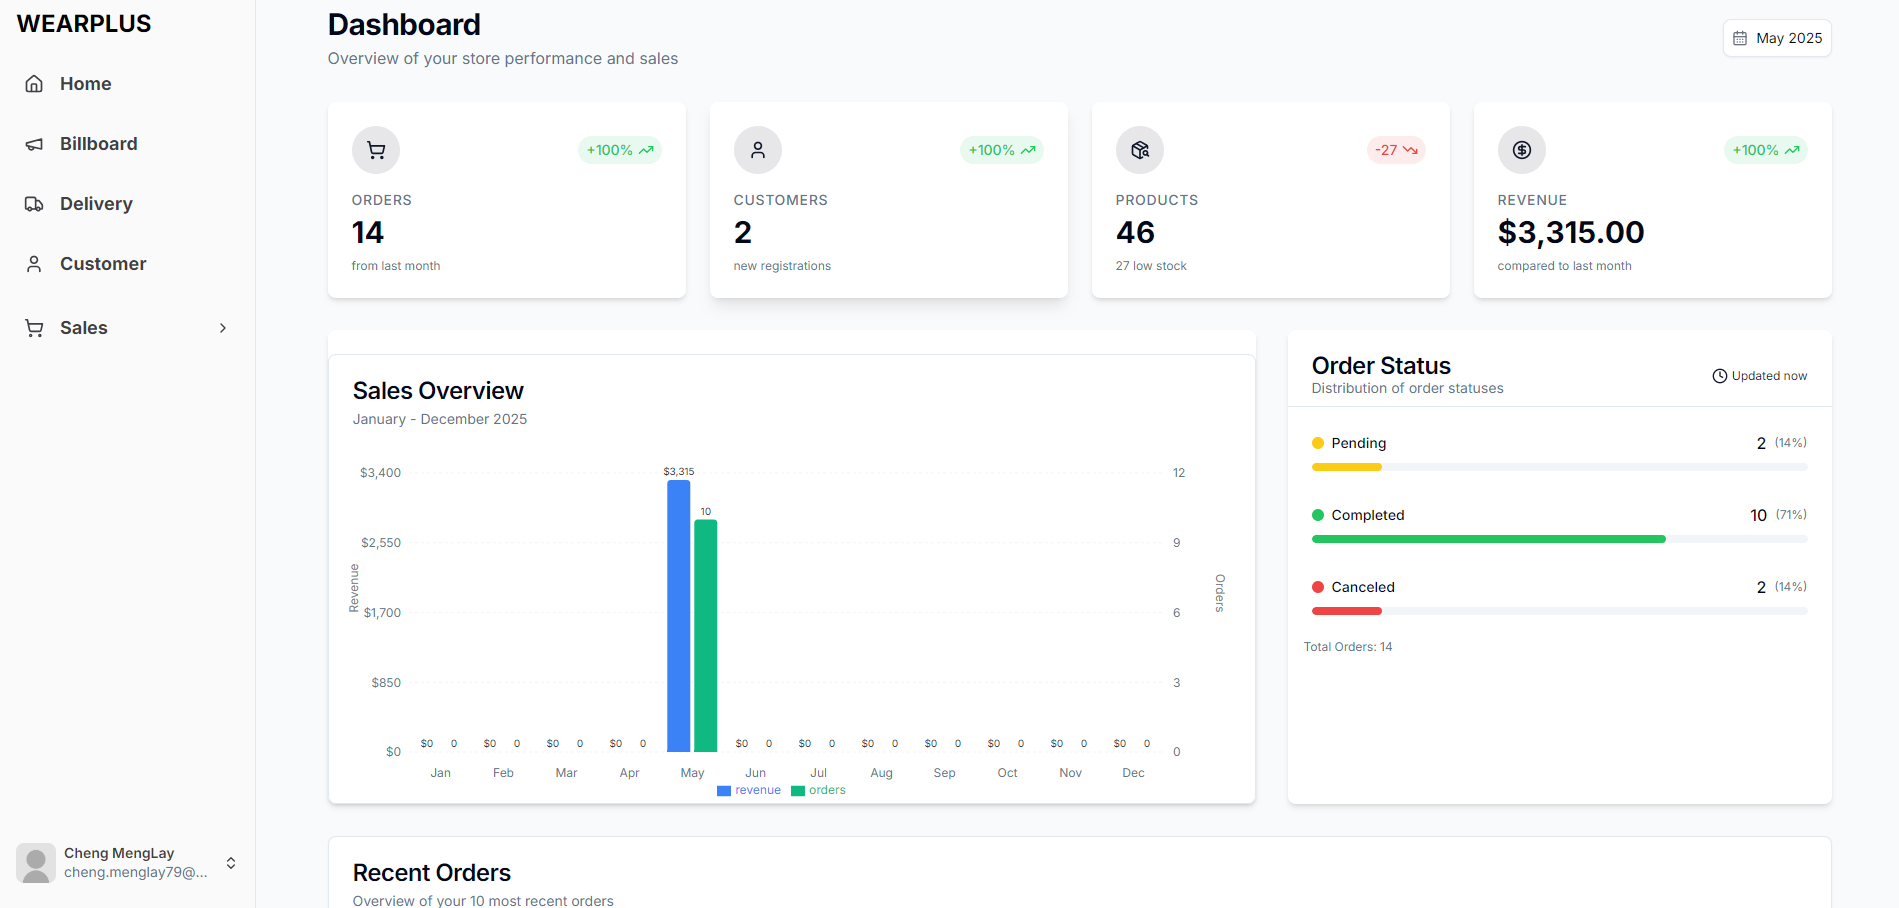 WEARPLUS
Home
Billboard
Delivery
Customer
Sales
Cheng MengLay
cheng.menglay79@...
Dashboard
Overview of your store performance and sales
May 2025
+100%
ORDERS
14
from last month
+100%
CUSTOMERS
2
new registrations
-27
PRODUCTS
46
27 low stock
+100%
REVENUE
$3,315.00
compared to last month
Sales Overview
January - December 2025
$3,400
$2,550
$1,700
$850
$0
Revenue
$3,315
10
12
9
6
3
0
Orders
$0 0 $0 0 $0 0 $0 0 $0 0 $0 0 $0 0 $0 0 $0 0 $0 0 $0 0
Jan Feb Mar Apr May Jun Jul Aug Sep Oct Nov Dec
revenue orders
Order Status
Distribution of order statuses
Updated now
Pending 2 (14%)
Completed 10 (71%)
Canceled 2 (14%)
Total Orders: 14
Recent Orders
Overview of your 10 most recent orders